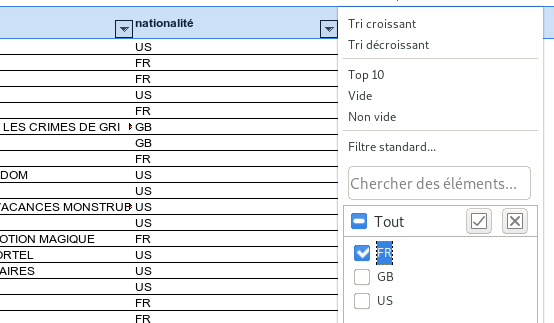 nationalité
US
FR
FR
US
FR
LES CRIMES DE GRI GB
GB
FR
DOM US
US
VACANCES MONSTRUE US
US
OTION MAGIQUE FR
ORTEL US
AIRES US
US
FR
FR
Tri croissant
Tri décroissant
Top 10
Vide
Non vide
Filtre standard...
Chercher des éléments...
Tout
FR
GB
US